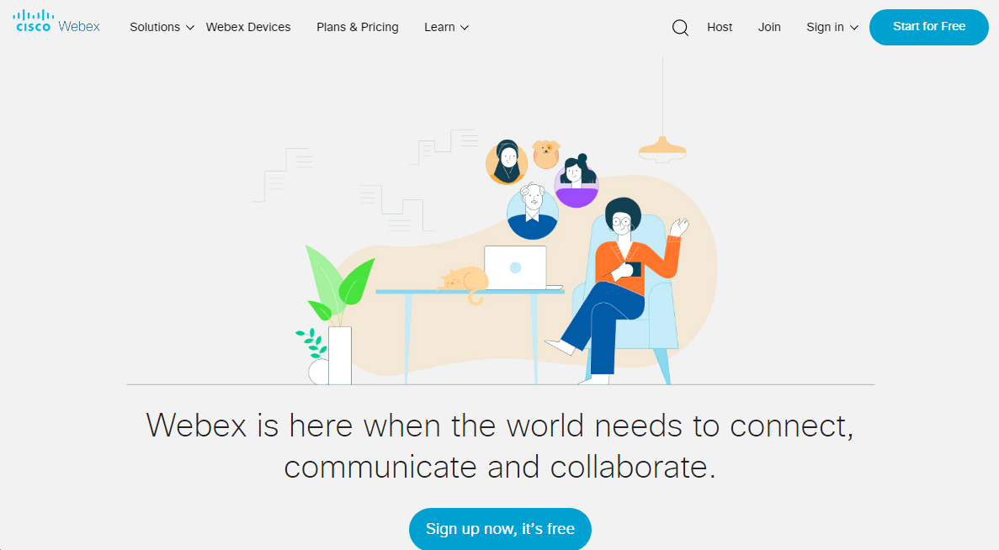 CISCO Webex
Solutions
Webex Devices
Plans & Pricing
Learn
Host
Join
Sign in
Start for Free
Webex is here when the world needs to connect,
communicate and collaborate.
Sign up now, it’s free